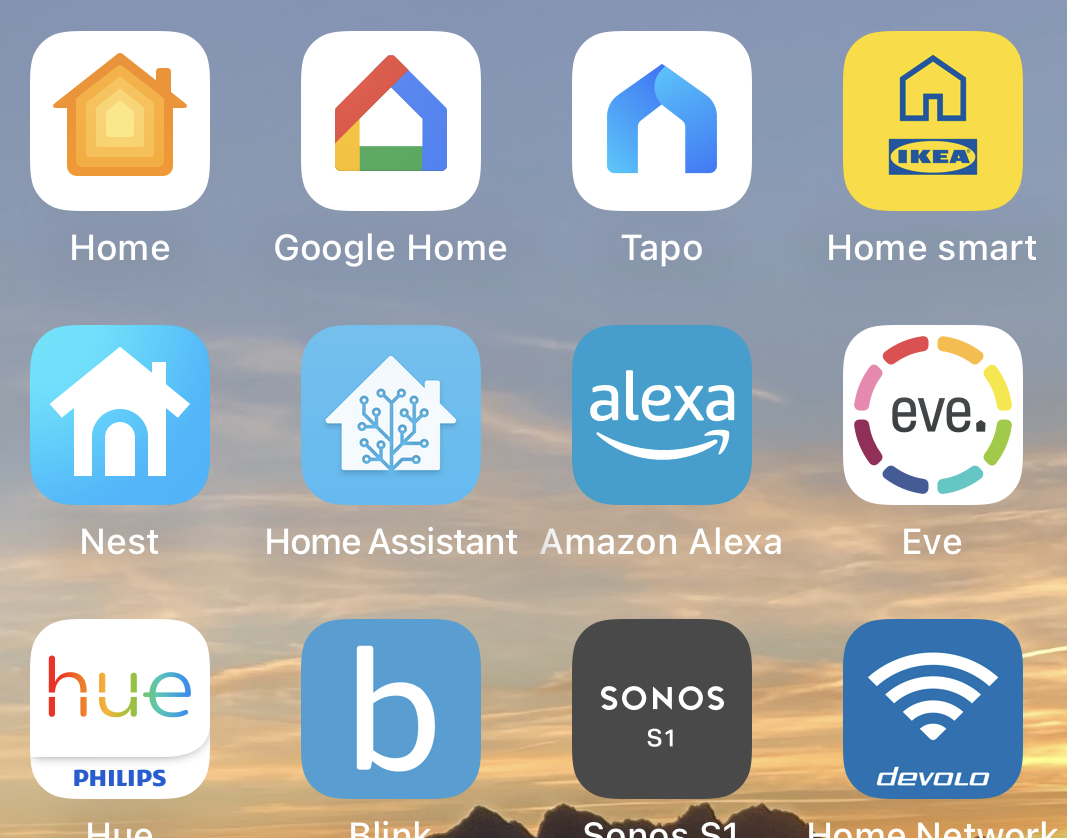 IKEA
Home
Google Home
Tapo
Home smart
alexa
eve.
Nest
Home Assistant
Amazon Alexa
Eve
hue
PHILIPS
b
SONOS
S1
devolo
Hue
Blink
Sonos S1
Home Network